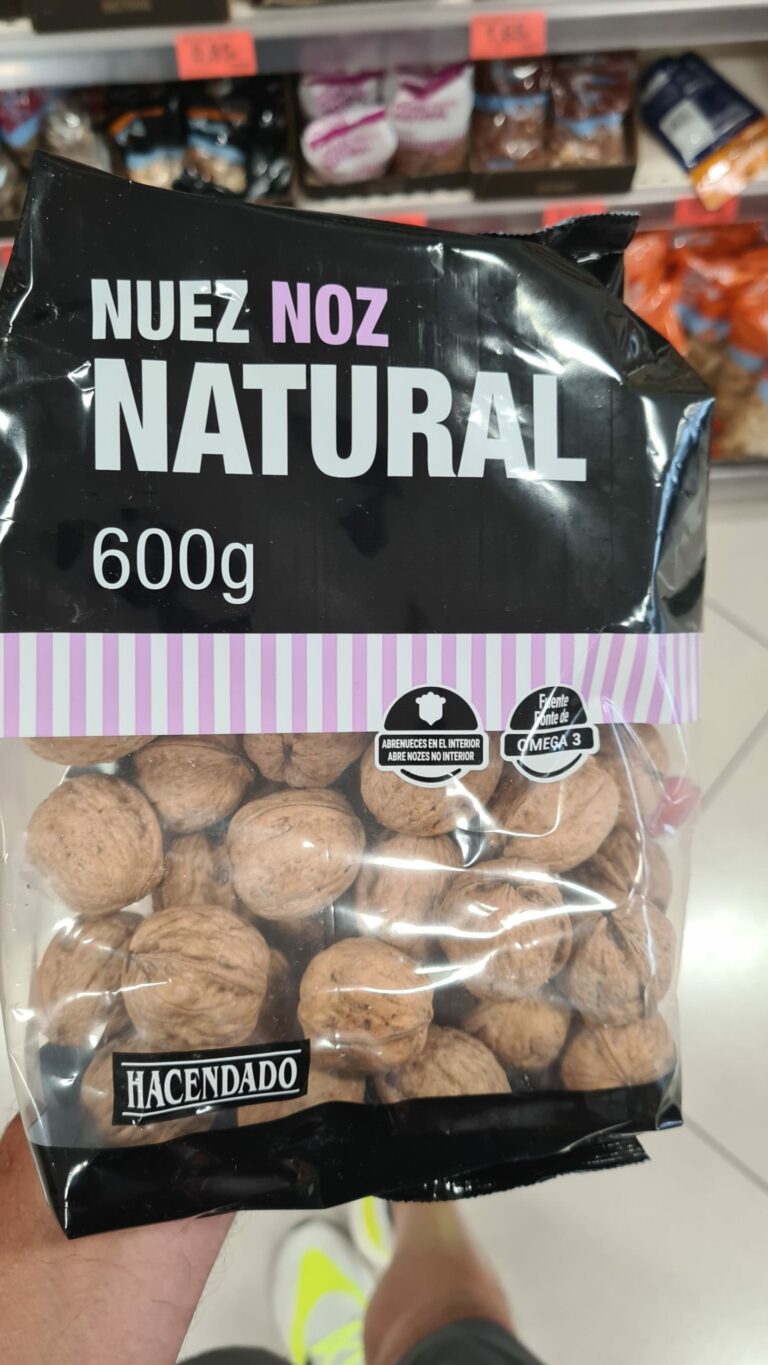 NUEZ NOZ
NATURAL
600g
ABRENUECES EN EL INTERIOR
ABRE NOZES NO INTERIOR
Fuente
Fonte de
OMEGA 3
HACENDADO